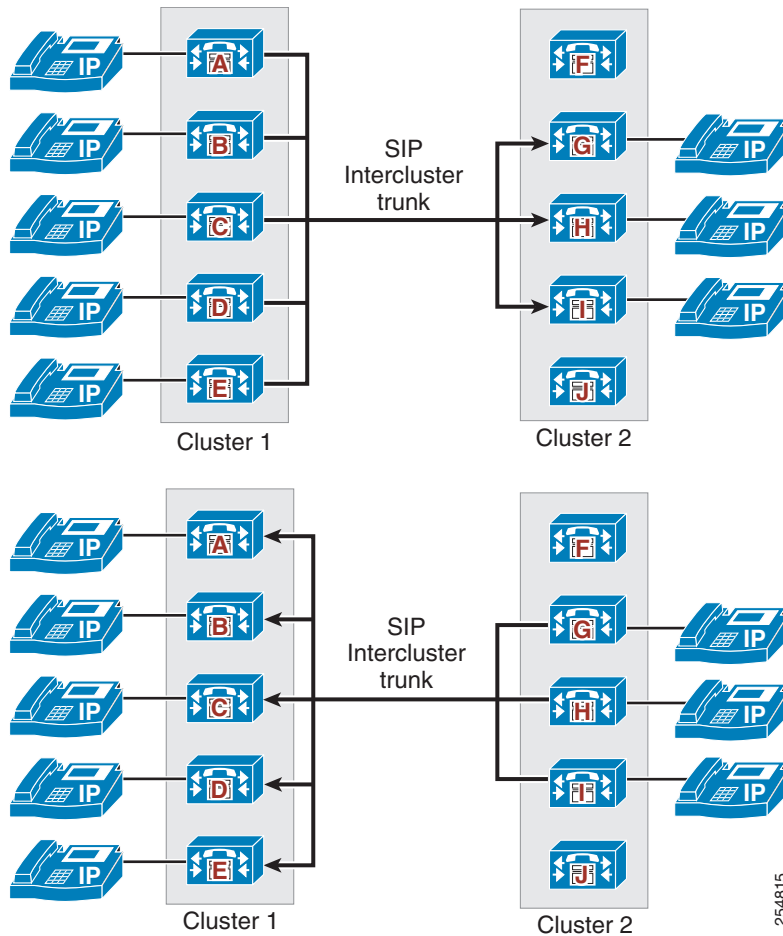 IP
A
F
IP
B
SIP
Intercluster
trunk
G
IP
IP
C
H
IP
IP
D
I
IP
IP
E
J
Cluster 1
Cluster 2
IP
A
F
IP
B
SIP
Intercluster
trunk
G
IP
IP
C
H
IP
IP
D
I
IP
IP
E
J
Cluster 1
Cluster 2
254815